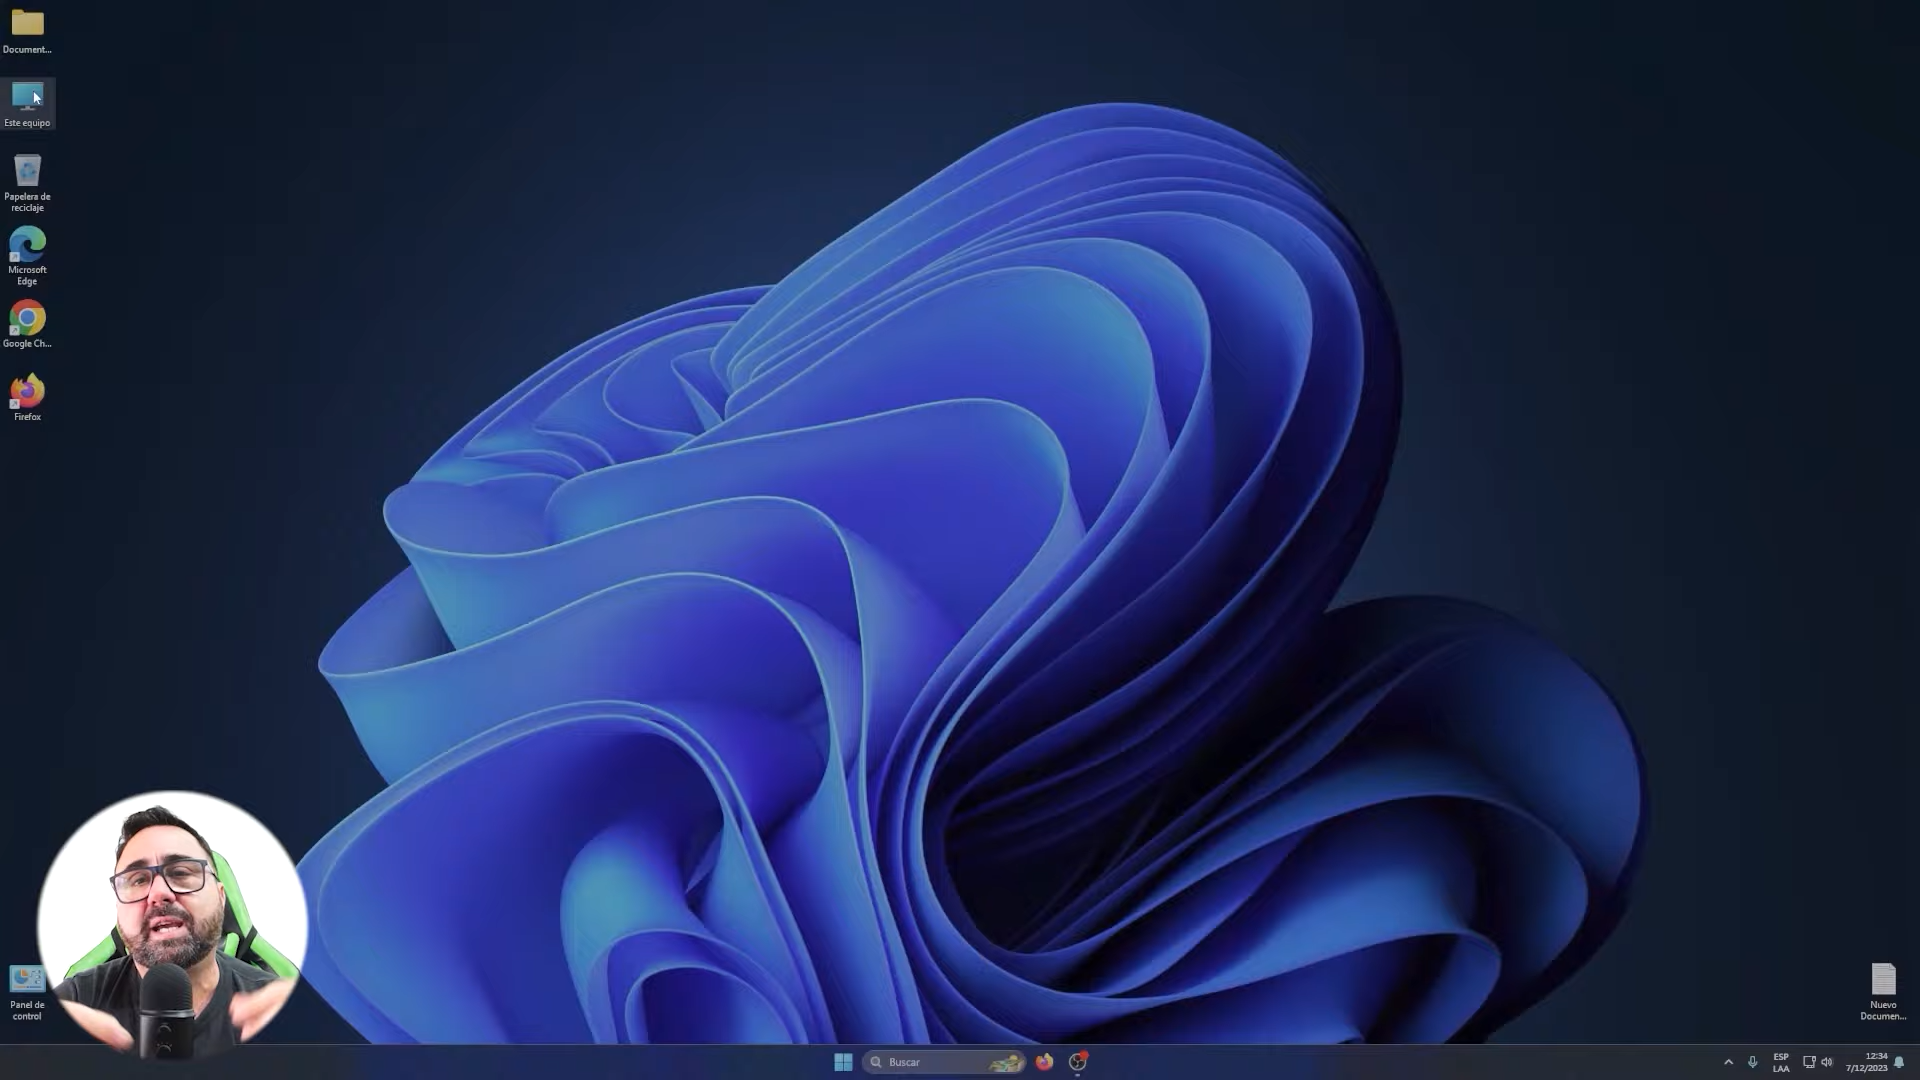 Document...
Este equipo
Papelera de
reciclaje
Microsoft
Edge
Google Ch...
Firefox
Panel de
control
Nuevo
Documen...
Buscar
ESP
LAA
12:34
7/12/2023